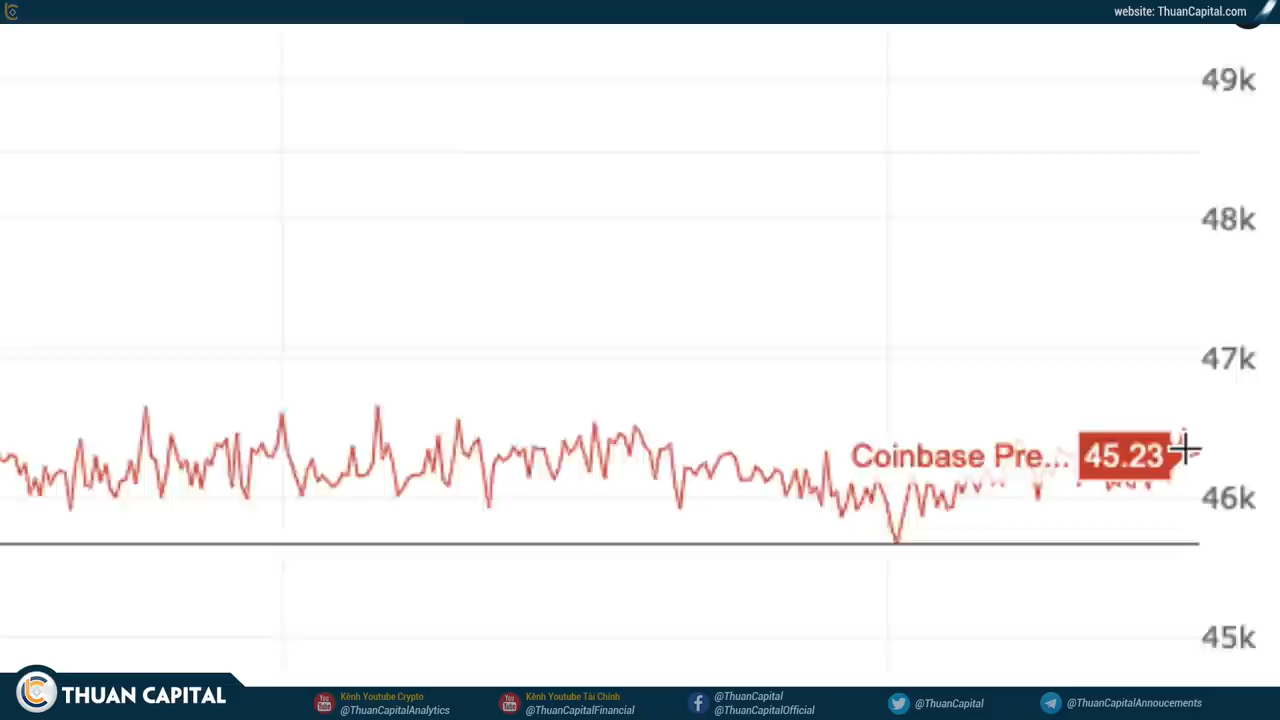 website: ThuanCapital.com
49k
48k
47k
Coinbase Pre... 45.23
46k
45k
THUAN CAPITAL
Kênh Youtube Crypto
@ThuanCapitalAnalytics
Kênh Youtube Tài Chính
@ThuanCapitalFinancial
@ThuanCapital
@ThuanCapitalOfficial
@ThuanCapital
@ThuanCapitalAnnoucements